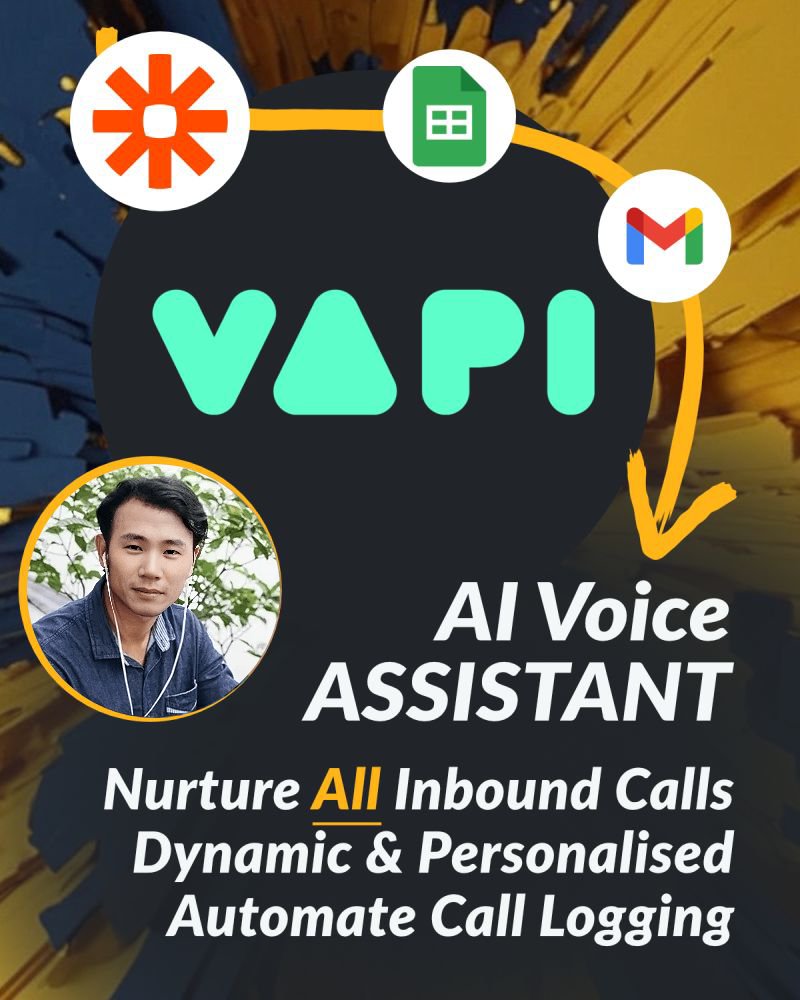 VAPI
AI Voice
ASSISTANT
Nurture All Inbound Calls
Dynamic & Personalised
Automate Call Logging